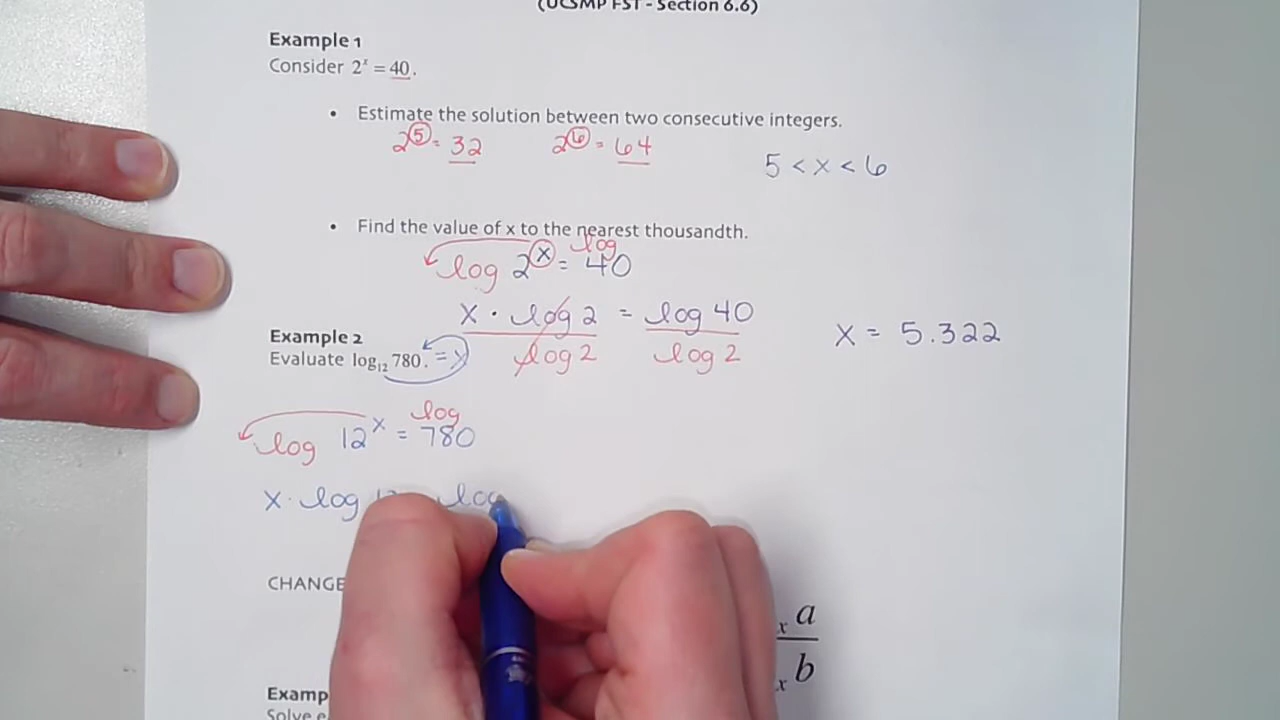 (UCSMP FST - Section 6.6)
Example 1
Consider 2ˣ = 40.
• Estimate the solution between two consecutive integers.
2⁵ = 32 2⁶ = 64 5 < x < 6
• Find the value of x to the nearest thousandth.
log 2ˣ = log 40
x · log 2 / log 2 = log 40 / log 2 x = 5.322
Example 2
Evaluate log₁₂ 780. = x
log 12ˣ = log 780
x · log log
CHANGE
x a
x b
Examp
Solve